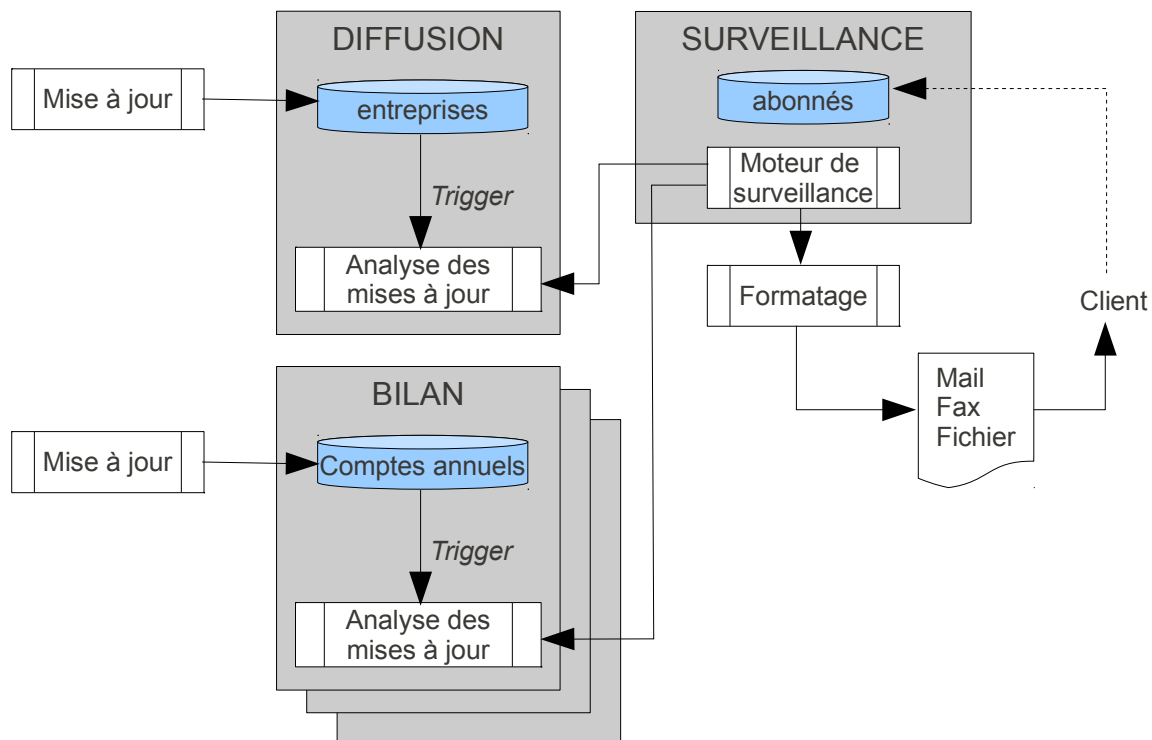 DIFFUSION
Mise à jour
entreprises
Trigger
Analyse des
mises à jour
SURVEILLANCE
abonnés
Moteur de
surveillance
Formatage
Client
Mail
Fax
Fichier
BILAN
Mise à jour
Comptes annuels
Trigger
Analyse des
mises à jour